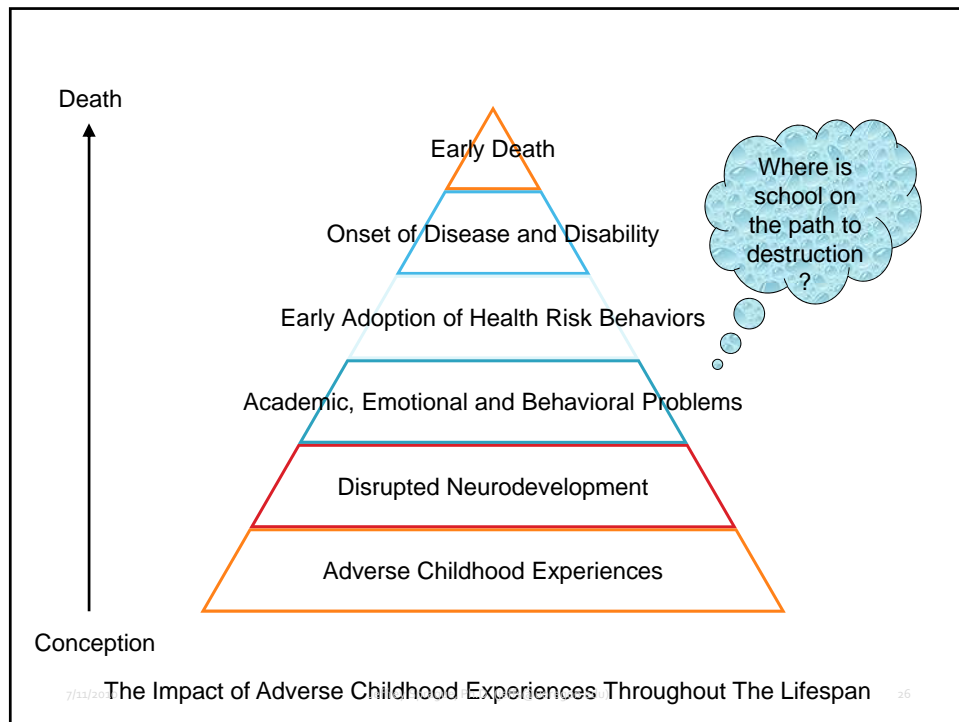 Death
Early Death
Where is
school on
the path to
destruction
?
Onset of Disease and Disability
Early Adoption of Health Risk Behaviors
Academic, Emotional and Behavioral Problems
Disrupted Neurodevelopment
Adverse Childhood Experiences
Conception
The Impact of Adverse Childhood Experiences Throughout The Lifespan
26